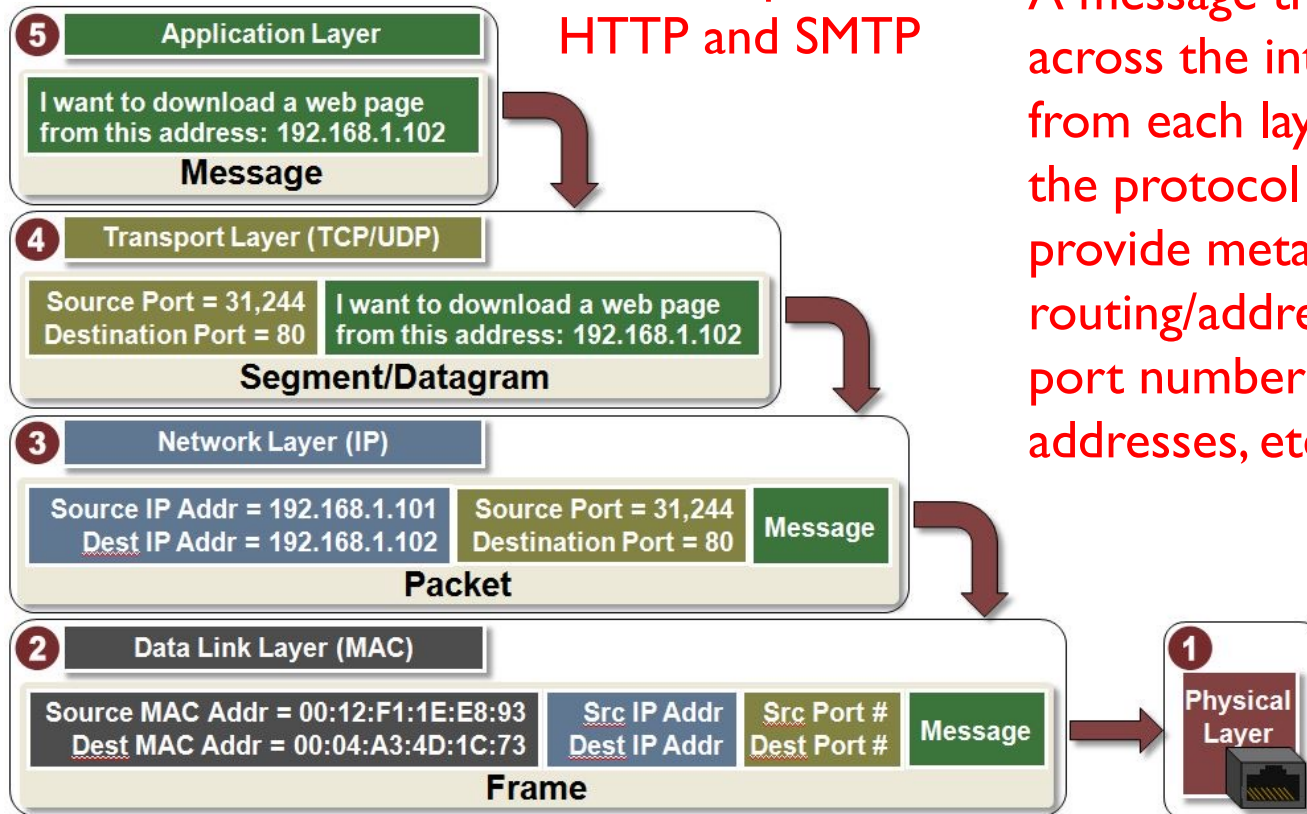 HTTP and SMTP
A message
across the
from each
the protocol
provide
port number
addresses,
5
Application Layer
I want to download a web page
from this address: 192.168.1.102
Message
4
Transport Layer (TCP/UDP)
Source Port = 31,244
Destination Port = 80
I want to download a web page
from this address: 192.168.1.102
Segment/Datagram
3
Network Layer (IP)
Source IP Addr = 192.168.1.101
Dest IP Addr = 192.168.1.102
Source Port = 31,244
Destination Port = 80
Message
Packet
2
Data Link Layer (MAC)
Source MAC Addr = 00:12:F1:1E:E8:93
Dest MAC Addr = 00:04:A3:4D:1C:73
Src IP Addr
Dest IP Addr
Src Port #
Dest Port #
Message
Frame
1
Physical
Layer